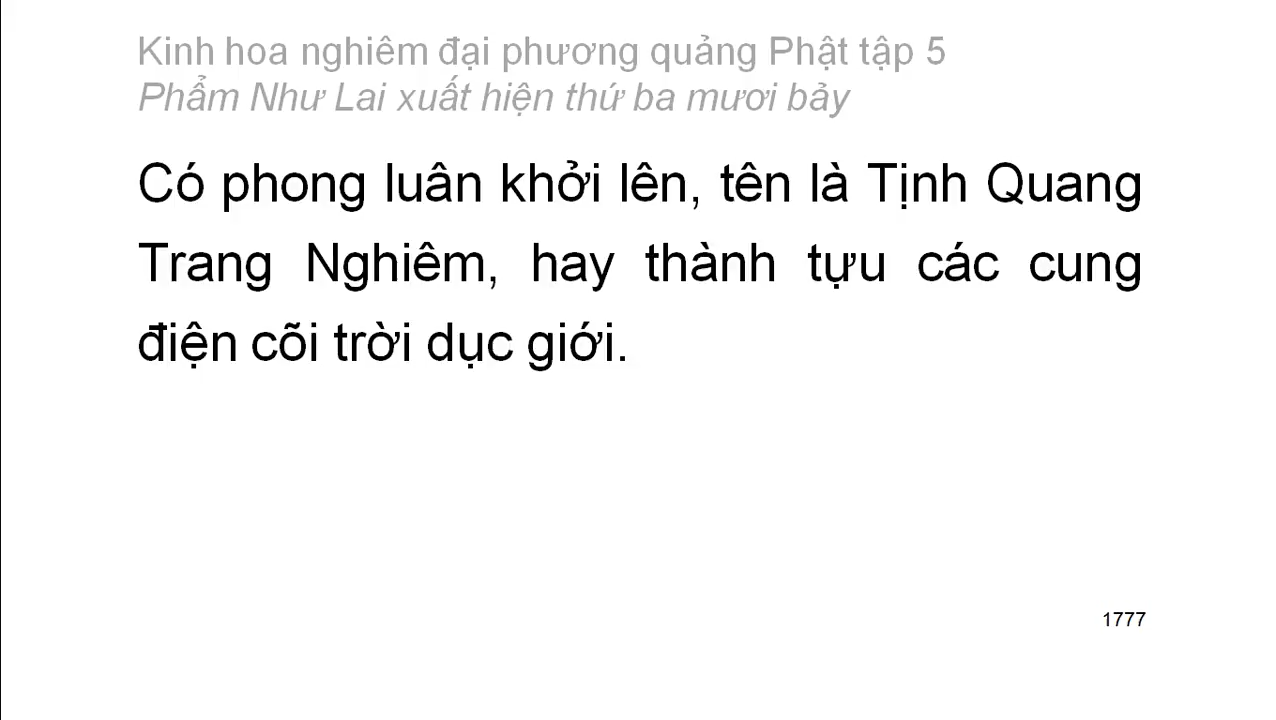 Kinh hoa nghiêm đại phương quảng Phật tập 5
Phẩm Như Lai xuất hiện thứ ba mươi bảy
Có phong luân khởi lên, tên là Tịnh Quang
Trang Nghiêm, hay thành tựu các cung
điện cõi trời dục giới.
1777